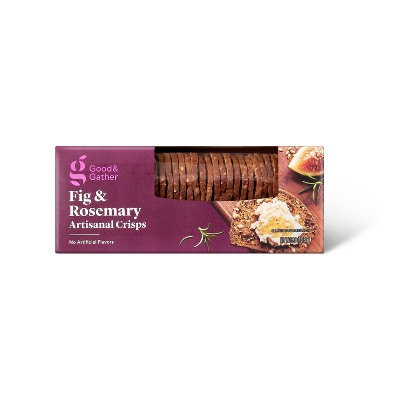 Good&
Gather
Fig &
Rosemary
Artisanal Crisps
No Artificial Flavors